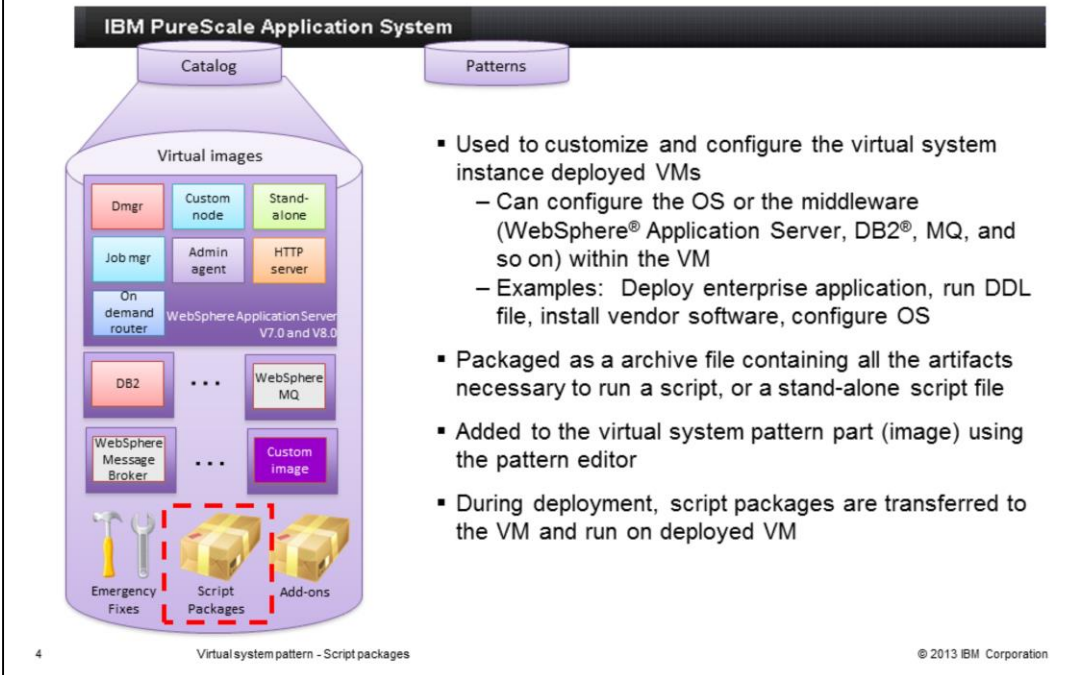 IBM PureScale Application System
Catalog
Patterns
Virtual images
Dmgr
Custom
node
Stand-
alone
Job mgr
Admin
agent
HTTP
server
On
demand
router
WebSphere Application Server
V7.0 and V8.0
DB2
...
WebSphere
MQ
WebSphere
Message
Broker
...
Custom
image
Emergency
Fixes
Script
Packages
Add-ons
▪ Used to customize and configure the virtual system
instance deployed VMs
– Can configure the OS or the middleware
(WebSphere® Application Server, DB2®, MQ, and
so on) within the VM
– Examples: Deploy enterprise application, run DDL
file, install vendor software, configure OS
▪ Packaged as a archive file containing all the artifacts
necessary to run a script, or a stand-alone script file
▪ Added to the virtual system pattern part (image) using
the pattern editor
▪ During deployment, script packages are transferred to
the VM and run on deployed VM
4
Virtual system pattern - Script packages
© 2013 IBM Corporation